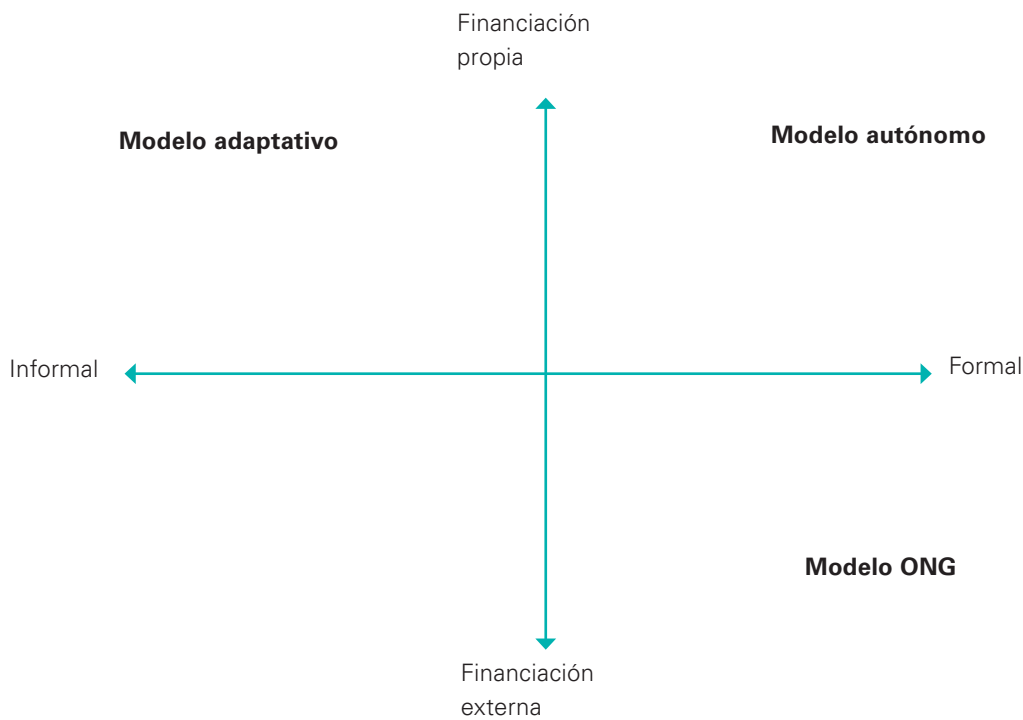 Financiación
propia
Modelo adaptativo
Modelo autónomo
Informal
Formal
Modelo ONG
Financiación
externa